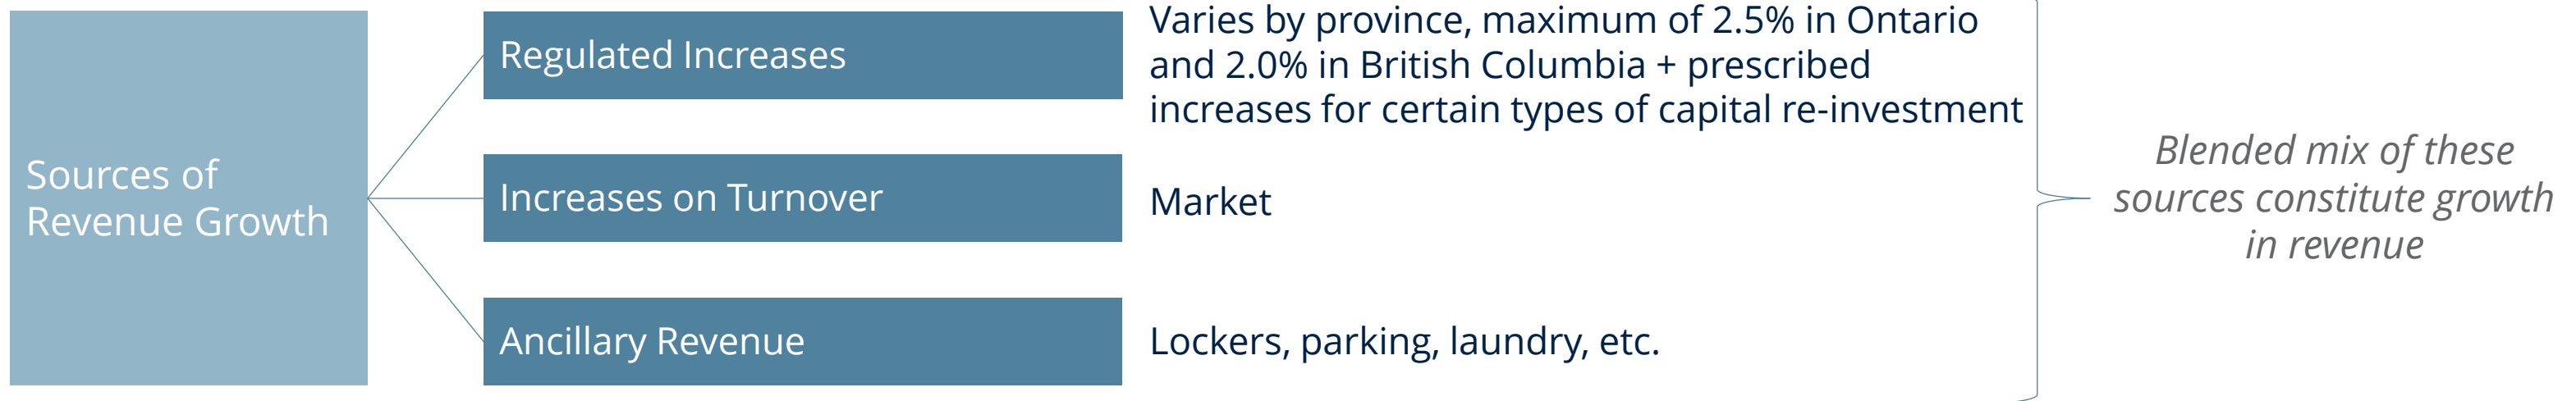 Sources of
Revenue Growth
Regulated Increases
Varies by province, maximum of 2.5% in Ontario
and 2.0% in British Columbia + prescribed
increases for certain types of capital re-investment
Increases on Turnover
Market
Ancillary Revenue
Lockers, parking, laundry, etc.
Blended mix of these
sources constitute growth
in revenue